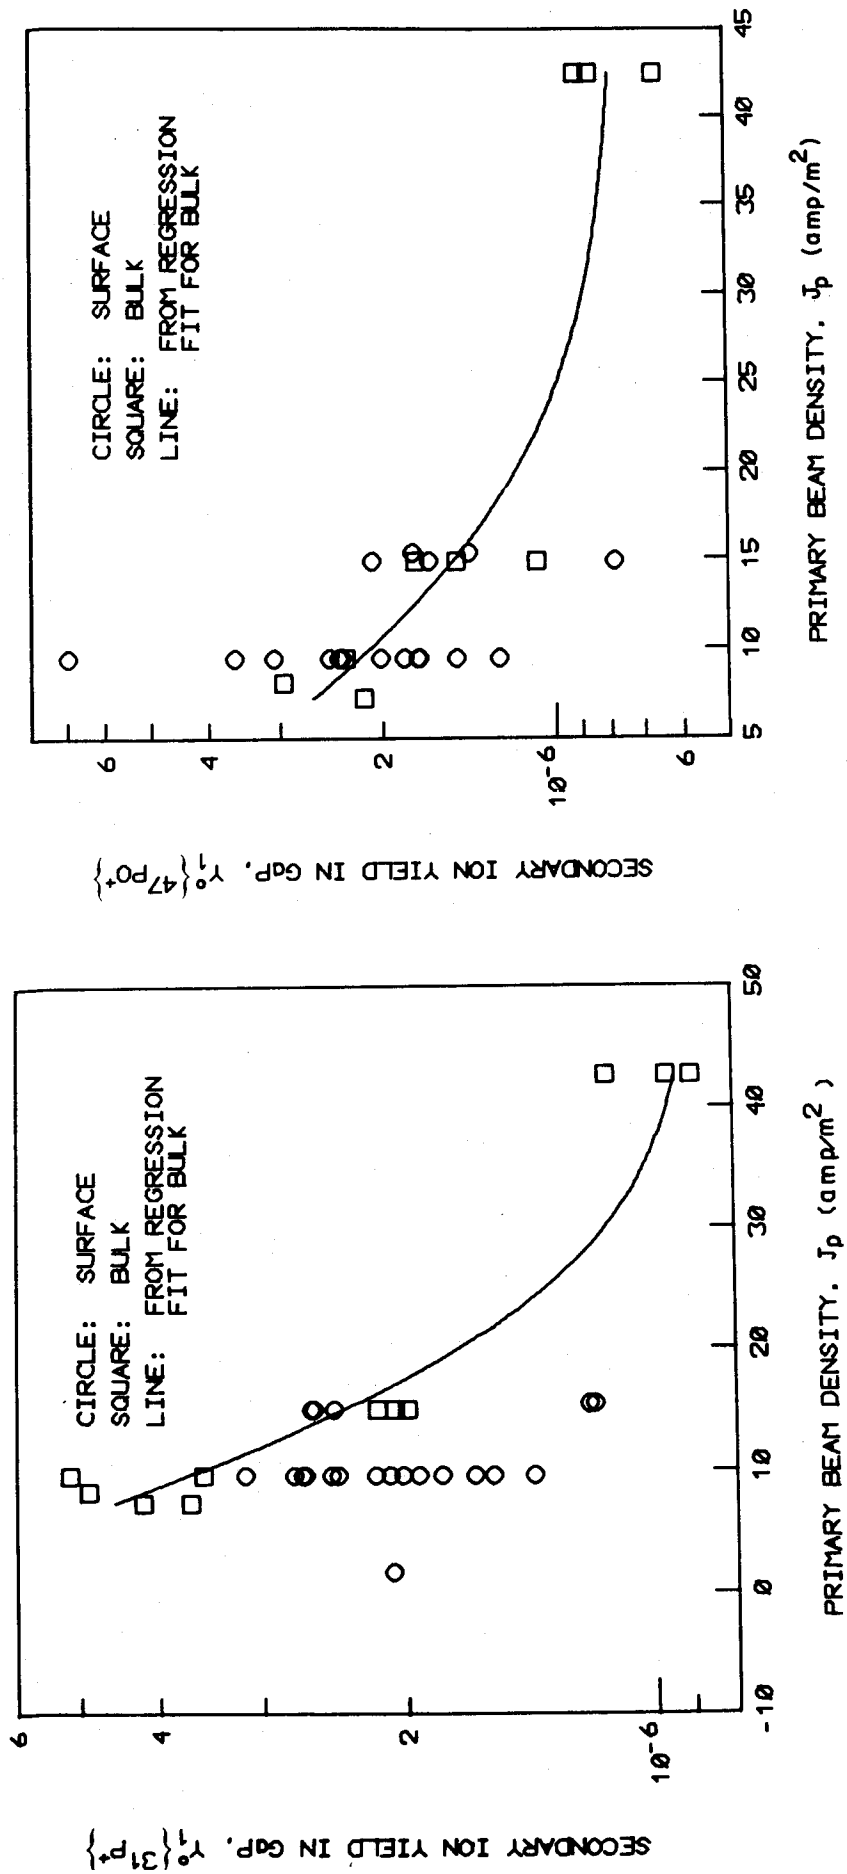 CIRCLE: SURFACE
SQUARE: BULK
LINE: FROM REGRESSION
FIT FOR BULK
6
2
10⁻⁶
-10
0
10
20
30
40
50
PRIMARY BEAM DENSITY, Jp (amp/m²)
SECONDARY ION YIELD IN GaP, Y₁⁰{³¹P⁺}
CIRCLE: SURFACE
SQUARE: BULK
LINE: FROM REGRESSION
FIT FOR BULK
6
4
2
10⁻⁶
6
5
10
15
20
25
30
35
40
45
PRIMARY BEAM DENSITY, Jp (amp/m²)
SECONDARY ION YIELD IN GaP, Y₁⁰{⁴⁷PO⁺}